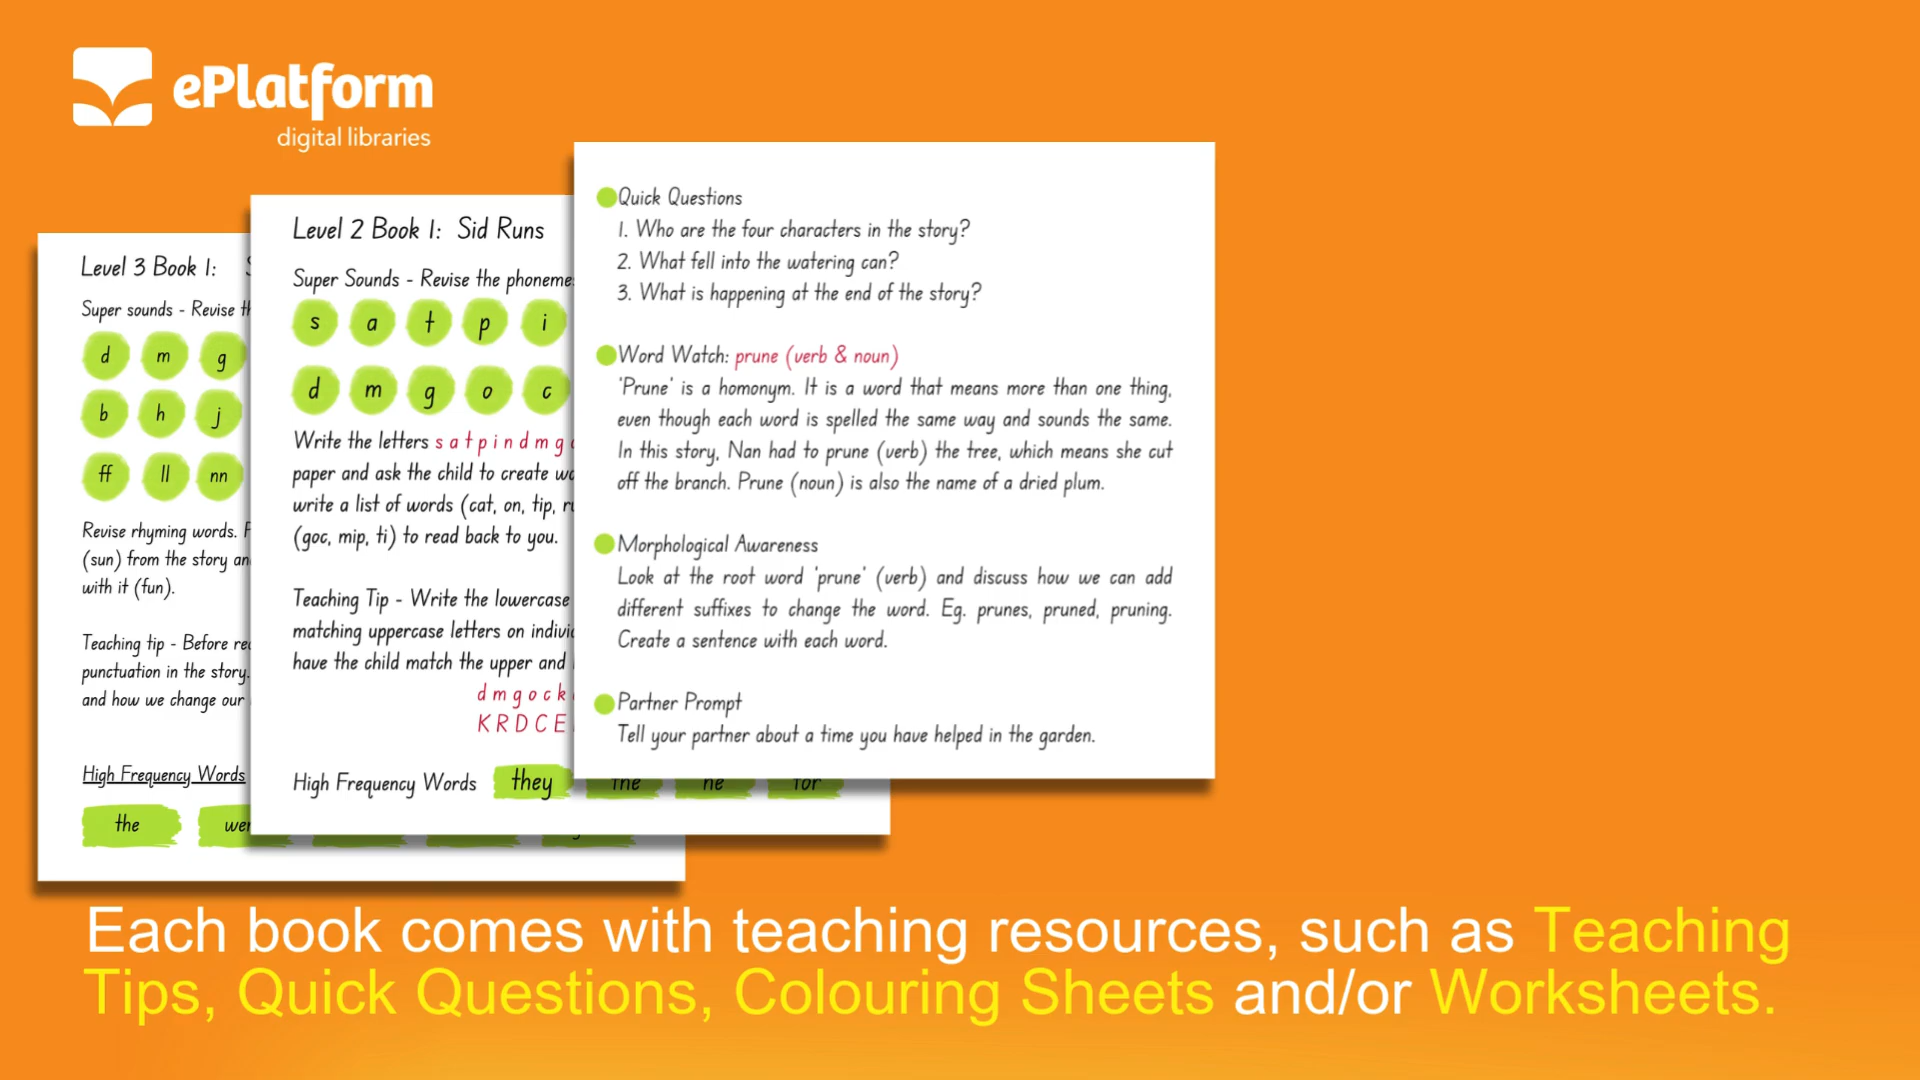 ePlatform
digital libraries
Level 3 Book 1:
Super sounds - Revise
d m g
b h j
ff ll nn
Revise rhyming words.
(sun) from the story
with it (fun).
Teaching tip - Before
punctuation in the story.
and how we change our
High Frequency Words
the
Level 2 Book 1: Sid Runs
Super Sounds - Revise the
s a t p i
d m g o c
Write the letters s a t p i n d m g
paper and ask the child to create
write a list of words (cat, on, tip,
(goc, mip, ti) to read back to you.
Teaching Tip - Write the lowercase
matching uppercase letters on
have the child match the upper and
d m g o c k
K R D C E
High Frequency Words they the he for
Quick Questions
1. Who are the four characters in the story?
2. What fell into the watering can?
3. What is happening at the end of the story?
Word Watch: prune (verb & noun)
'Prune' is a homonym. It is a word that means more than one thing,
even though each word is spelled the same way and sounds the same.
In this story, Nan had to prune (verb) the tree, which means she cut
off the branch. Prune (noun) is also the name of a dried plum.
Morphological Awareness
Look at the root word 'prune' (verb) and discuss how we can add
different suffixes to change the word. Eg. prunes, pruned, pruning.
Create a sentence with each word.
Partner Prompt
Tell your partner about a time you have helped in the garden.
Each book comes with teaching resources, such as Teaching
Tips, Quick Questions, Colouring Sheets and/or Worksheets.